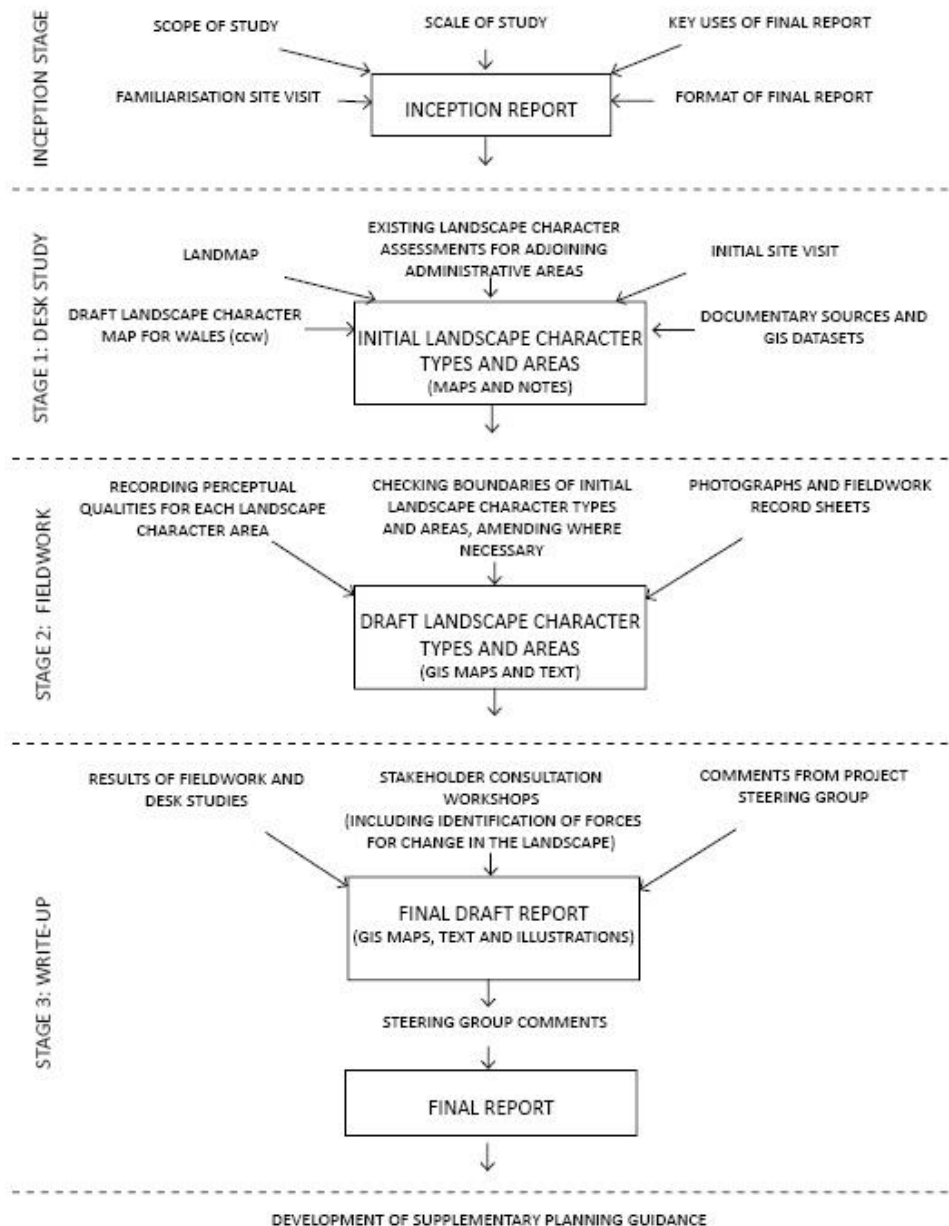 INCEPTION STAGE
SCOPE OF STUDY
SCALE OF STUDY
KEY USES OF FINAL REPORT
FAMILIARISATION SITE VISIT
INCEPTION REPORT
FORMAT OF FINAL REPORT
STAGE 1: DESK STUDY
LANDMAP
EXISTING LANDSCAPE CHARACTER
ASSESSMENTS FOR ADJOINING
ADMINISTRATIVE AREAS
INITIAL SITE VISIT
DRAFT LANDSCAPE CHARACTER
MAP FOR WALES (ccw)
INITIAL LANDSCAPE CHARACTER
TYPES AND AREAS
(MAPS AND NOTES)
DOCUMENTARY SOURCES AND
GIS DATASETS
STAGE 2: FIELDWORK
RECORDING PERCEPTUAL
QUALITIES FOR EACH LANDSCAPE
CHARACTER AREA
CHECKING BOUNDARIES OF INITIAL
LANDSCAPE CHARACTER TYPES
AND AREAS, AMENDING WHERE
NECESSARY
PHOTOGRAPHS AND FIELDWORK
RECORD SHEETS
DRAFT LANDSCAPE CHARACTER
TYPES AND AREAS
(GIS MAPS AND TEXT)
STAGE 3: WRITE-UP
RESULTS OF FIELDWORK AND
DESK STUDIES
STAKEHOLDER CONSULTATION
WORKSHOPS
(INCLUDING IDENTIFICATION OF FORCES
FOR CHANGE IN THE LANDSCAPE)
COMMENTS FROM PROJECT
STEERING GROUP
FINAL DRAFT REPORT
(GIS MAPS, TEXT AND ILLUSTRATIONS)
STEERING GROUP COMMENTS
FINAL REPORT
DEVELOPMENT OF SUPPLEMENTARY PLANNING GUIDANCE